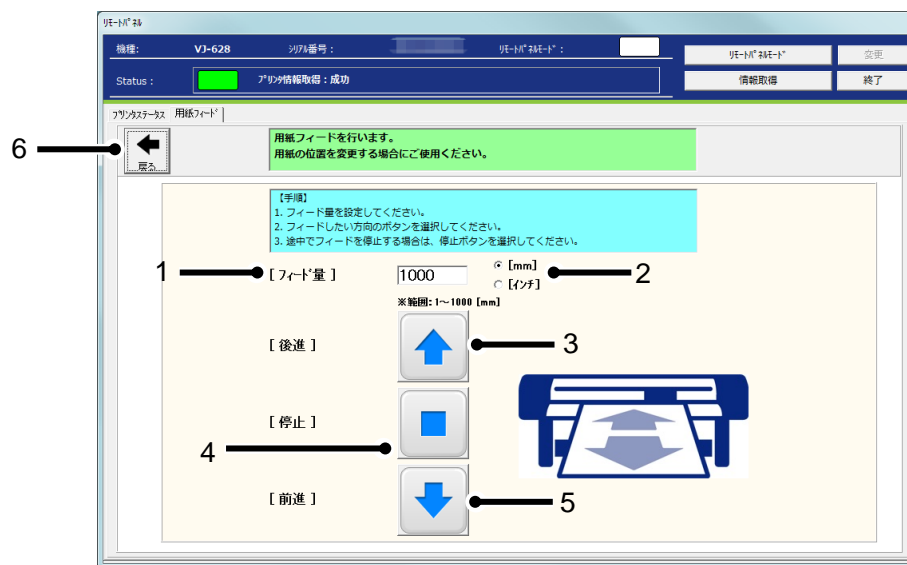 ﾘﾓｰﾄﾊﾟﾈﾙ
機種: VJ-628 ｼﾘｱﾙ番号： ﾘﾓｰﾄﾊﾟﾈﾙﾓｰﾄﾞ：
ﾘﾓｰﾄﾊﾟﾈﾙﾓｰﾄﾞ 変更
Status： ﾌﾟﾘﾝﾀ情報取得：成功
情報取得 終了
ﾌﾟﾘﾝﾀｽﾃｰﾀｽ 用紙ﾌｨｰﾄﾞ
6
戻る
用紙フィードを行います。
用紙の位置を変更する場合にご使用ください。
【手順】
1. フィード量を設定してください。
2. フィードしたい方向のボタンを選択してください。
3. 途中でフィードを停止する場合は、停止ボタンを選択してください。
1 [ ﾌｨｰﾄﾞ量 ] 1000 [mm] 2
[ｲﾝﾁ]
※範囲: 1～1000 [mm]
[ 後進 ] 3
[ 停止 ]
4
[ 前進 ] 5